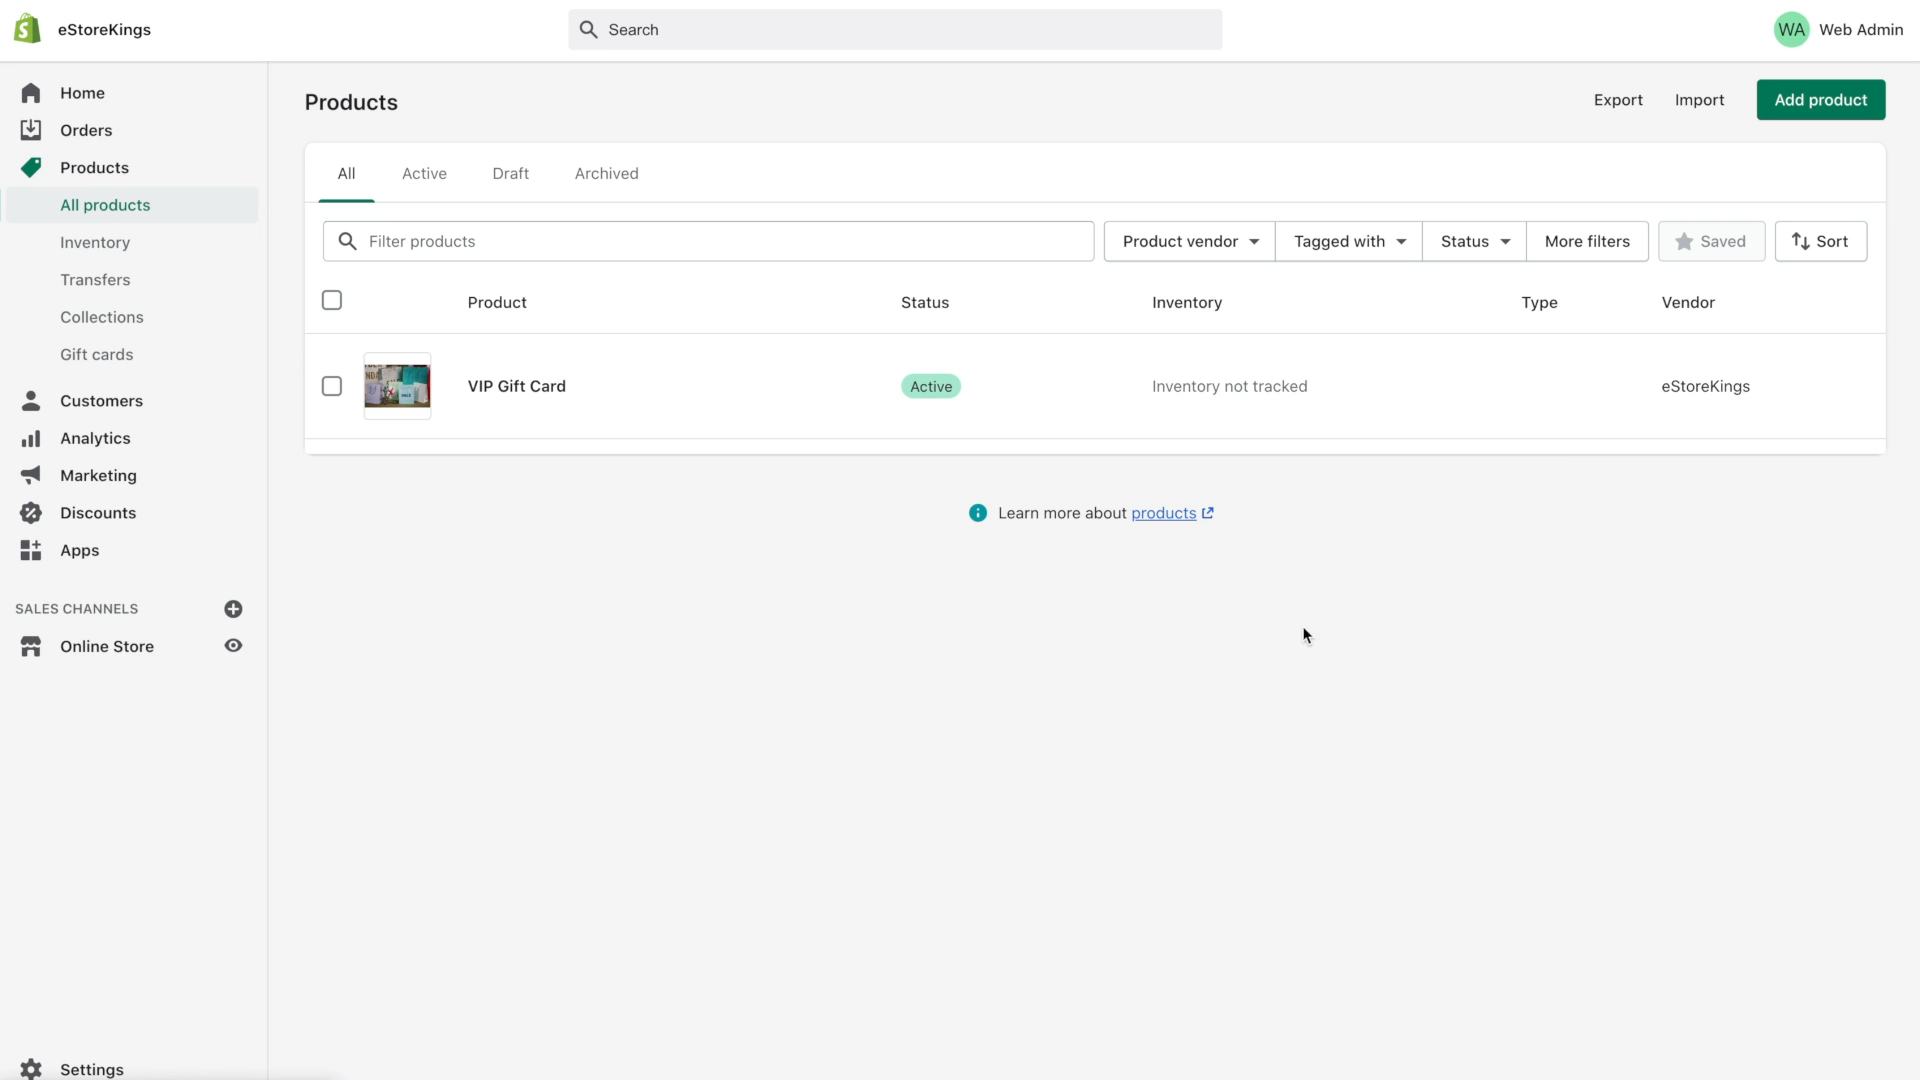 eStoreKings
Search
WA Web Admin
Home
Orders
Products
All products
Inventory
Transfers
Collections
Gift cards
Customers
Analytics
Marketing
Discounts
Apps
SALES CHANNELS
Online Store
Settings
Products
Export Import Add product
All Active Draft Archived
Filter products Product vendor Tagged with Status More filters Saved Sort
Product Status Inventory Type Vendor
VIP Gift Card Active Inventory not tracked eStoreKings
Learn more about products